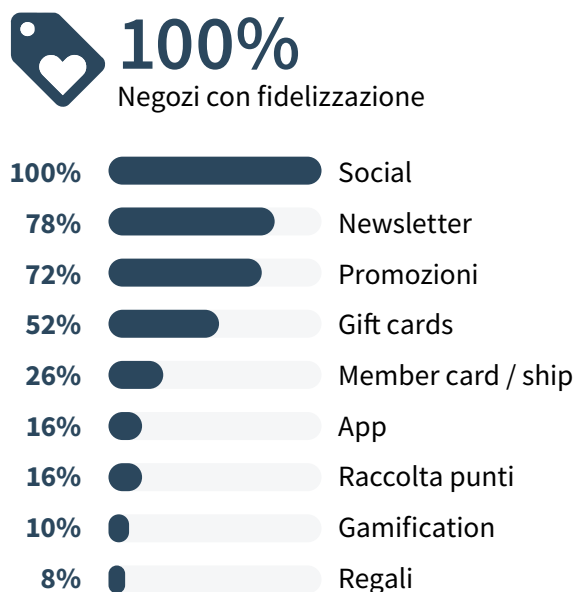 100%
Negozi con fidelizzazione
100% Social
78% Newsletter
72% Promozioni
52% Gift cards
26% Member card / ship
16% App
16% Raccolta punti
10% Gamification
8% Regali